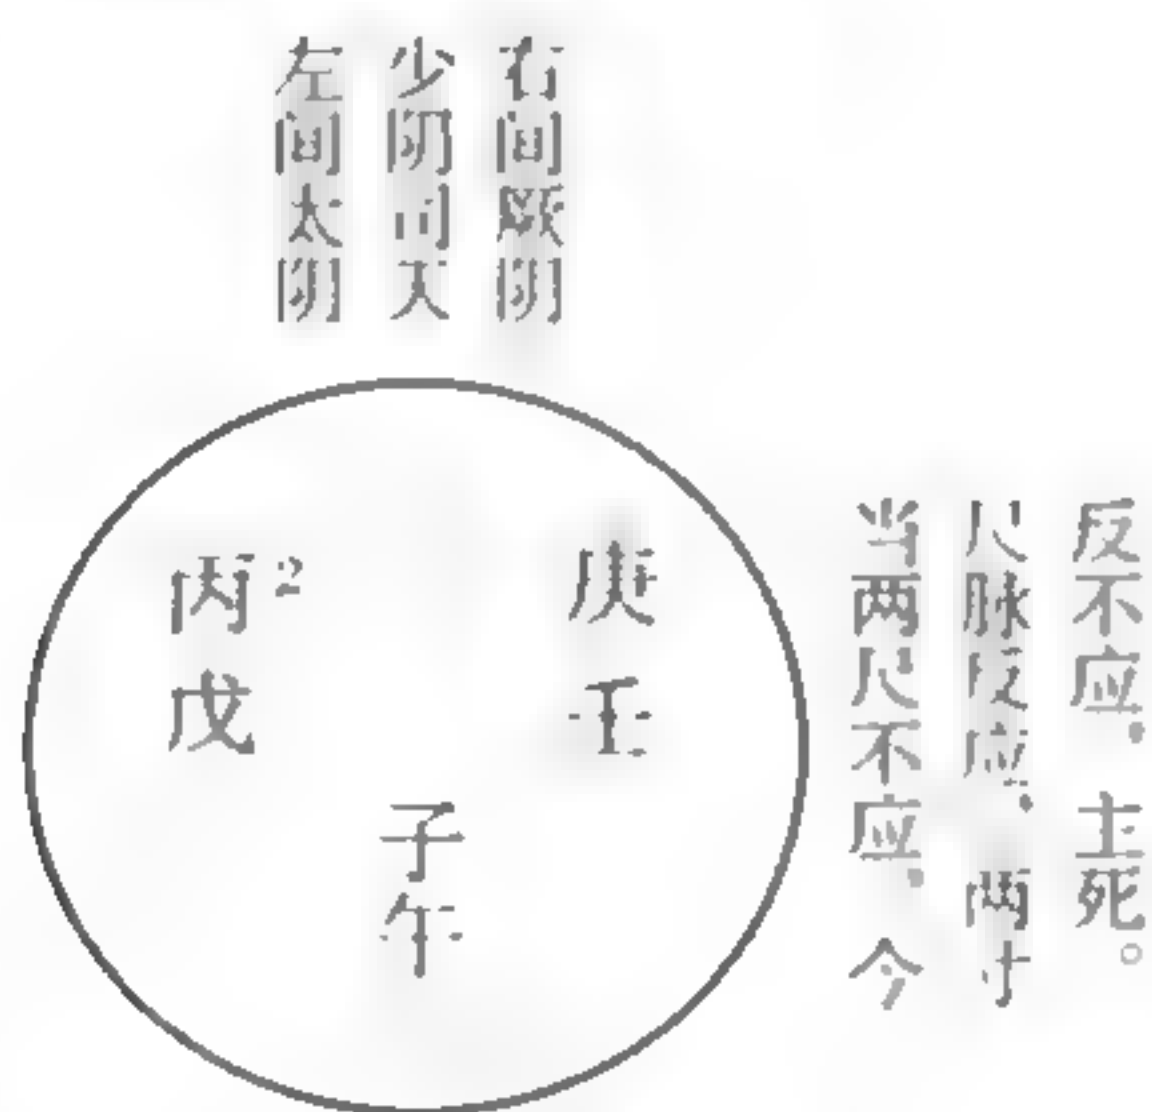 左间太阴
少阴司天
右间厥阴
丙2戊
庚壬
子午
当两尺不应，今
尺脉反应，两寸
反不应，主死。